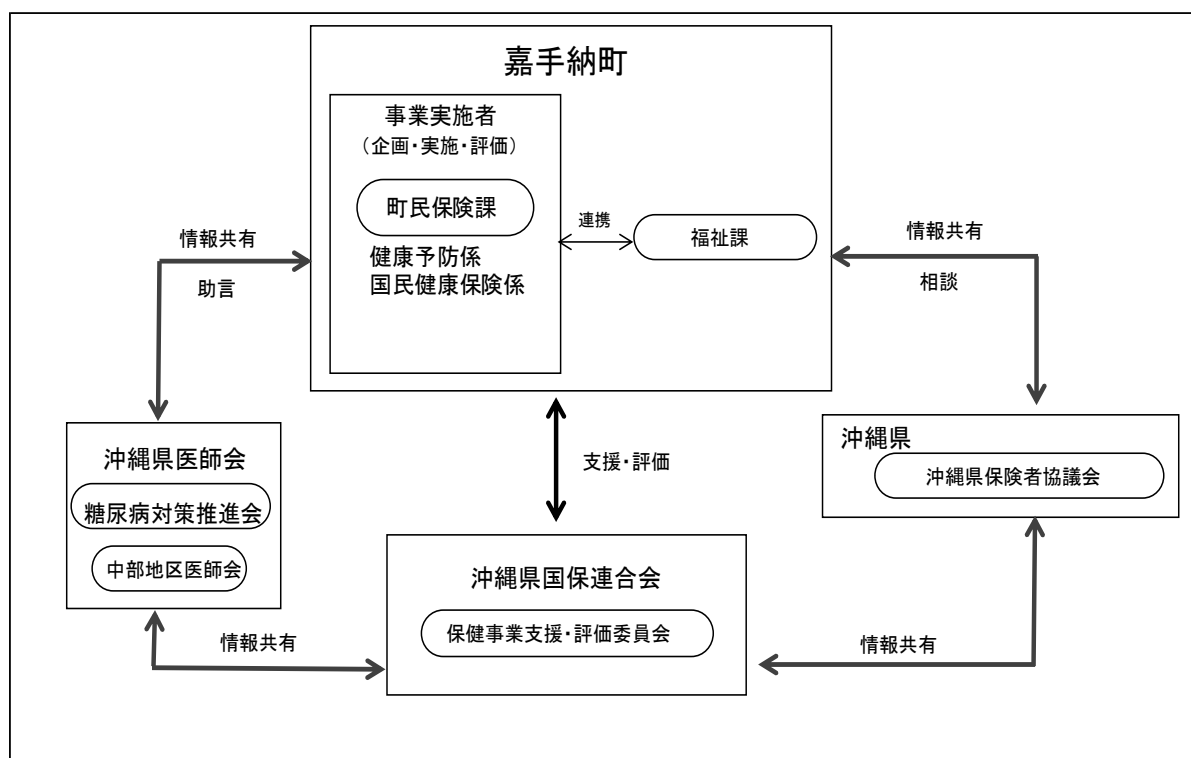 嘉手納町
事業実施者
（企画・実施・評価）
町民保険課
健康予防係
国民健康保険係
連携
福祉課
情報共有
助言
情報共有
相談
沖縄県医師会
糖尿病対策推進会
中部地区医師会
支援・評価
沖縄県
沖縄県保険者協議会
沖縄県国保連合会
保健事業支援・評価委員会
情報共有
情報共有